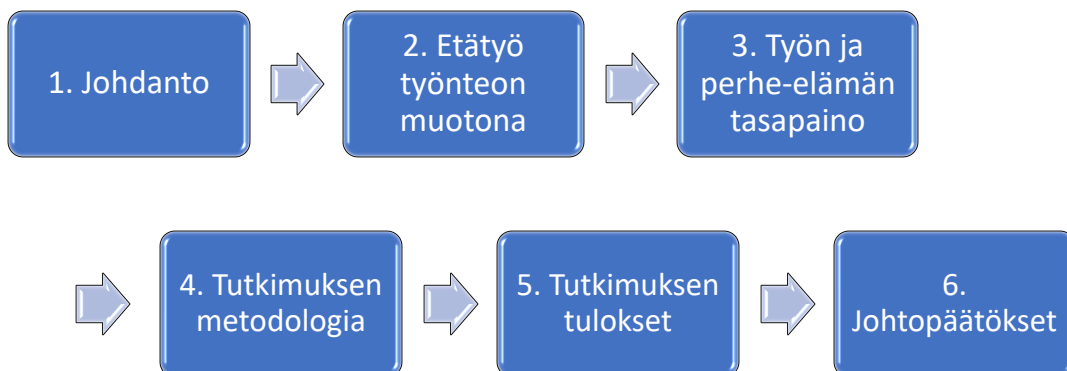 1. Johdanto
2. Etätyö
työnteon
muotona
3. Työn ja
perhe-elämän
tasapaino
4. Tutkimuksen
metodologia
5. Tutkimuksen
tulokset
6.
Johtopäätökset